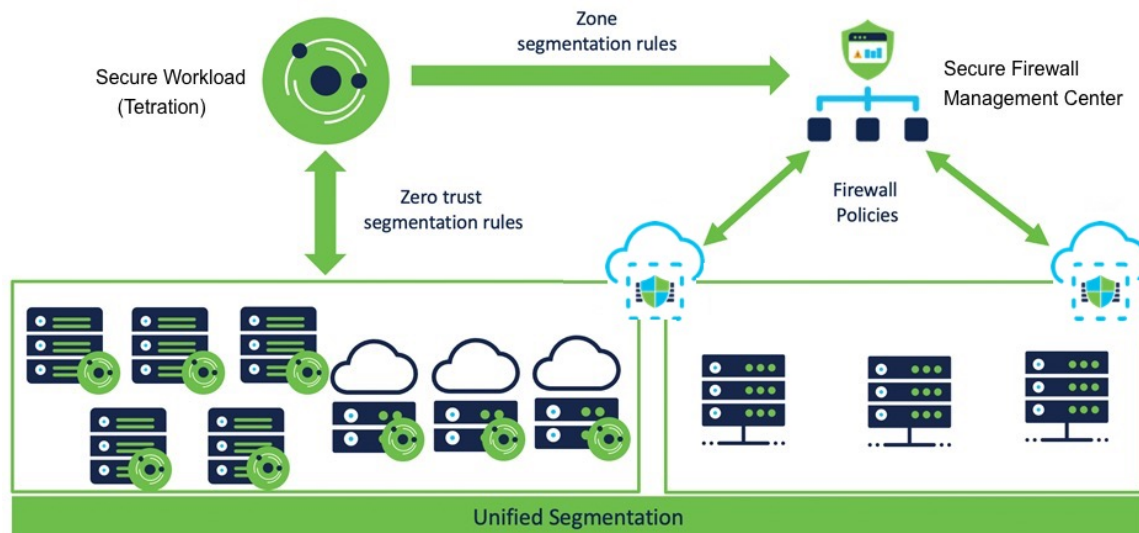 Zone
segmentation rules
Secure Workload
(Tetration)
Secure Firewall
Management Center
Zero trust
segmentation rules
Firewall
Policies
Unified Segmentation